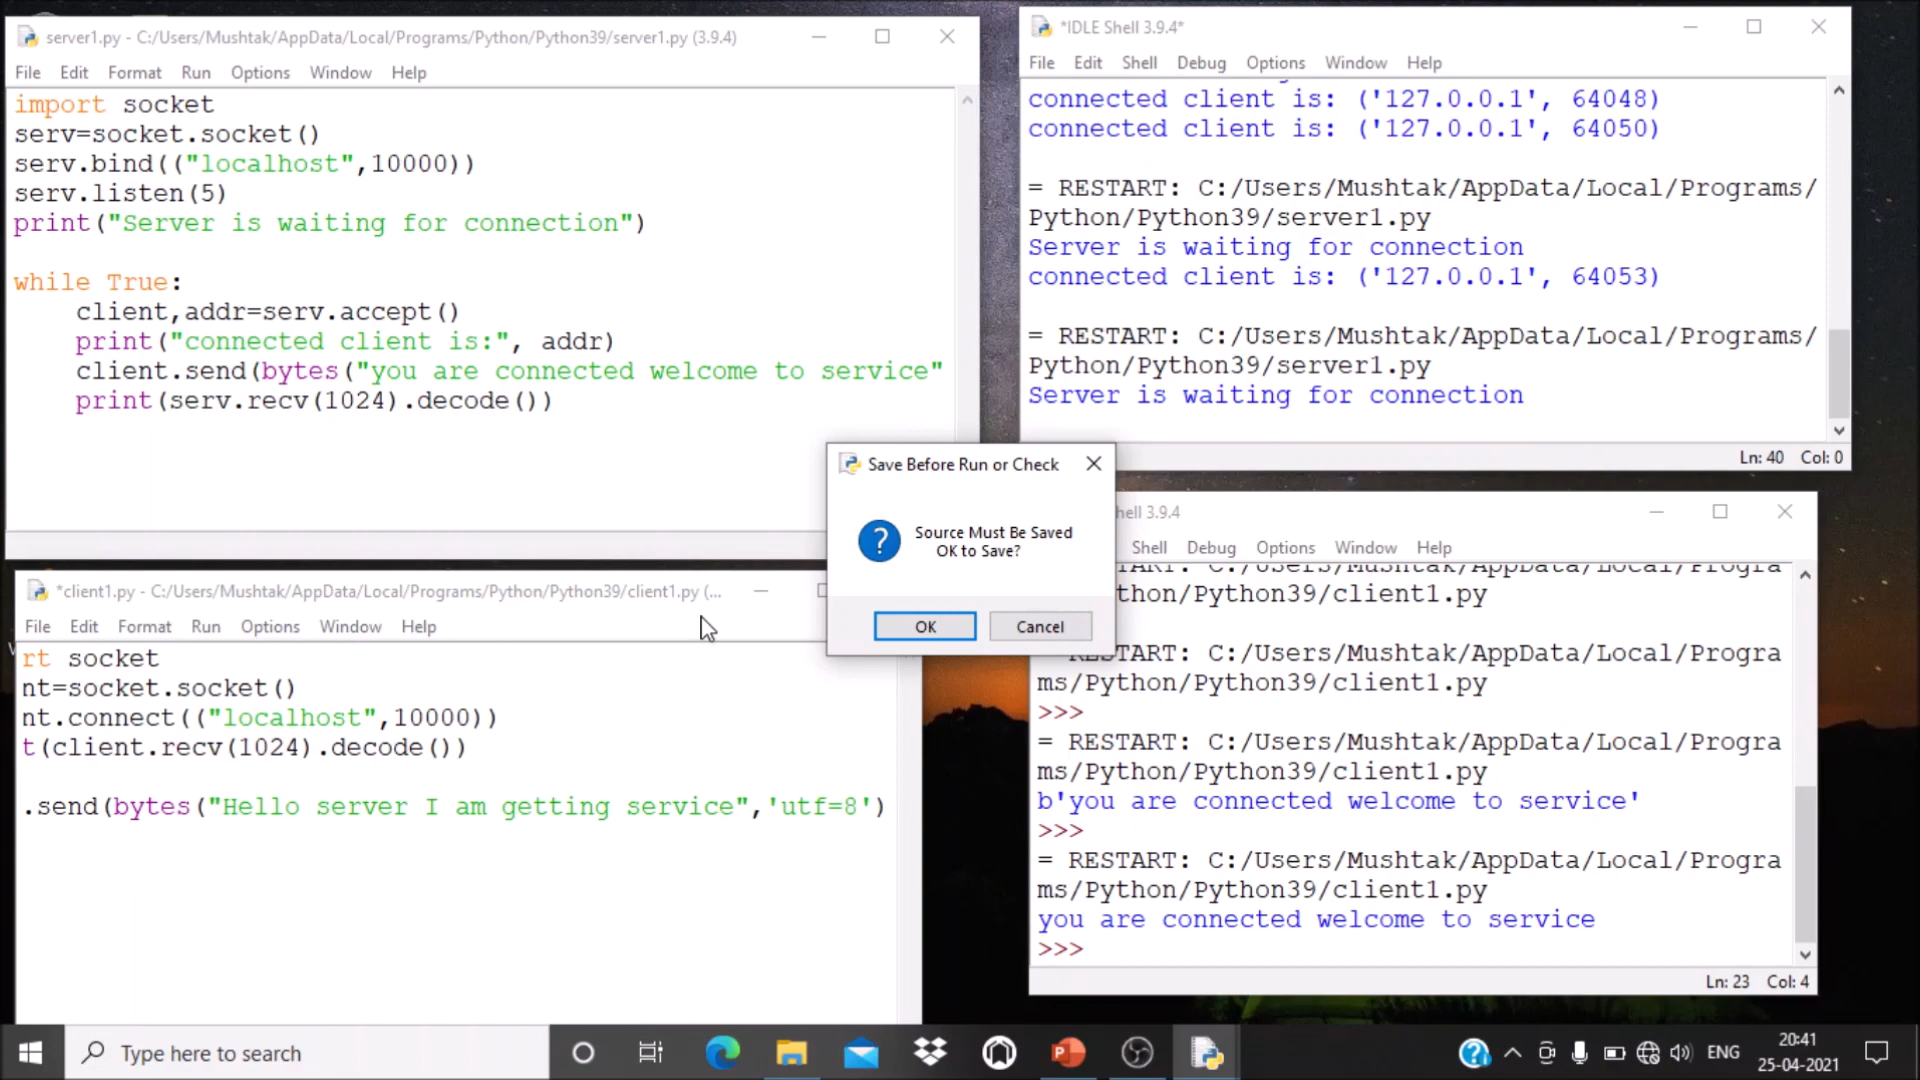 server1.py - C:/Users/Mushtak/AppData/Local/Programs/Python/Python39/server1.py (3.9.4)
File Edit Format Run Options Window Help
import socket
serv=socket.socket()
serv.bind(("localhost",10000))
serv.listen(5)
print("Server is waiting for connection")
while True:
client,addr=serv.accept()
print("connected client is:", addr)
client.send(bytes("you are connected welcome to service"
print(serv.recv(1024).decode())
*IDLE Shell 3.9.4*
File Edit Shell Debug Options Window Help
connected client is: ('127.0.0.1', 64048)
connected client is: ('127.0.0.1', 64050)
= RESTART: C:/Users/Mushtak/AppData/Local/Programs/
Python/Python39/server1.py
Server is waiting for connection
connected client is: ('127.0.0.1', 64053)
= RESTART: C:/Users/Mushtak/AppData/Local/Programs/
Python/Python39/server1.py
Server is waiting for connection
Ln: 40 Col: 0
Save Before Run or Check
Source Must Be Saved
OK to Save?
OK Cancel
*client1.py - C:/Users/Mushtak/AppData/Local/Programs/Python/Python39/client1.py (...
File Edit Format Run Options Window Help
rt socket
nt=socket.socket()
nt.connect(("localhost",10000))
t(client.recv(1024).decode())
.send(bytes("Hello server I am getting service",'utf=8')
hell 3.9.4
Shell Debug Options Window Help
thon/Python39/client1.py
RESTART: C:/Users/Mushtak/AppData/Local/Progra
ms/Python/Python39/client1.py
>>>
= RESTART: C:/Users/Mushtak/AppData/Local/Progra
ms/Python/Python39/client1.py
b'you are connected welcome to service'
>>>
= RESTART: C:/Users/Mushtak/AppData/Local/Progra
ms/Python/Python39/client1.py
you are connected welcome to service
>>>
Ln: 23 Col: 4
Type here to search
ENG
20:41
25-04-2021